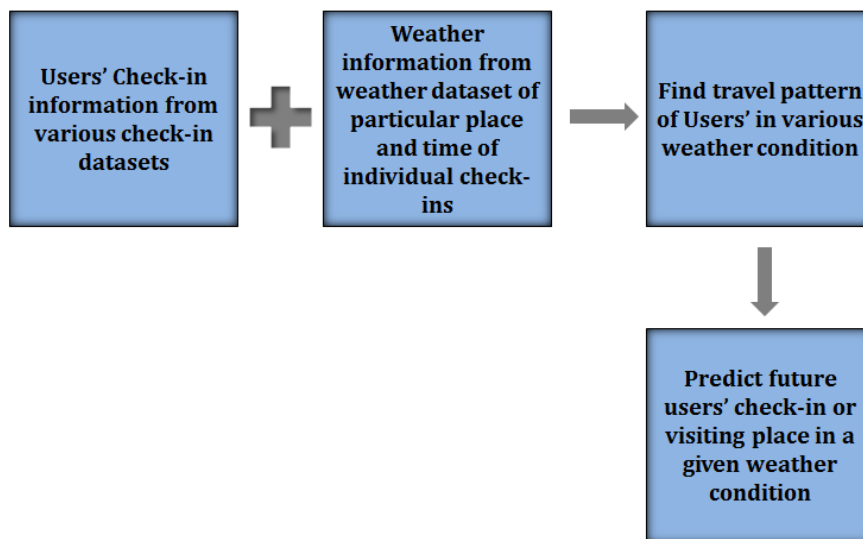 Users’ Check-in
information from
various check-in
datasets
Weather
information from
weather dataset of
particular place
and time of
individual check-
ins
Find travel pattern
of Users’ in various
weather condition
Predict future
users’ check-in or
visiting place in a
given weather
condition